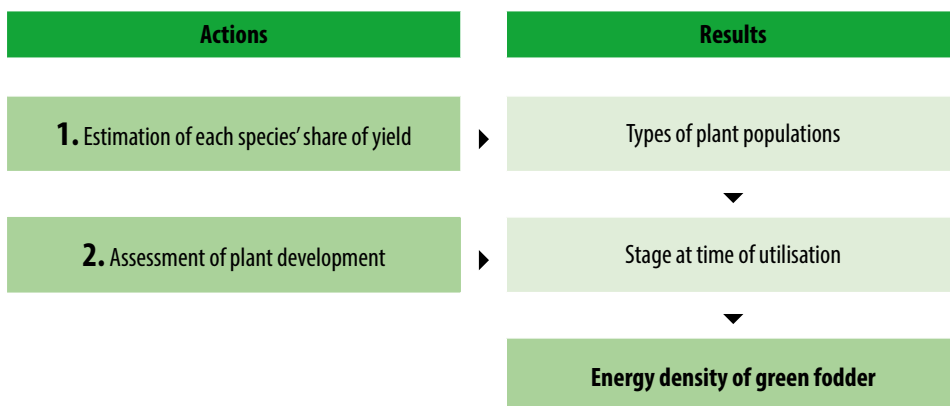 Actions
Results
1. Estimation of each species’ share of yield
Types of plant populations
2. Assessment of plant development
Stage at time of utilisation
Energy density of green fodder